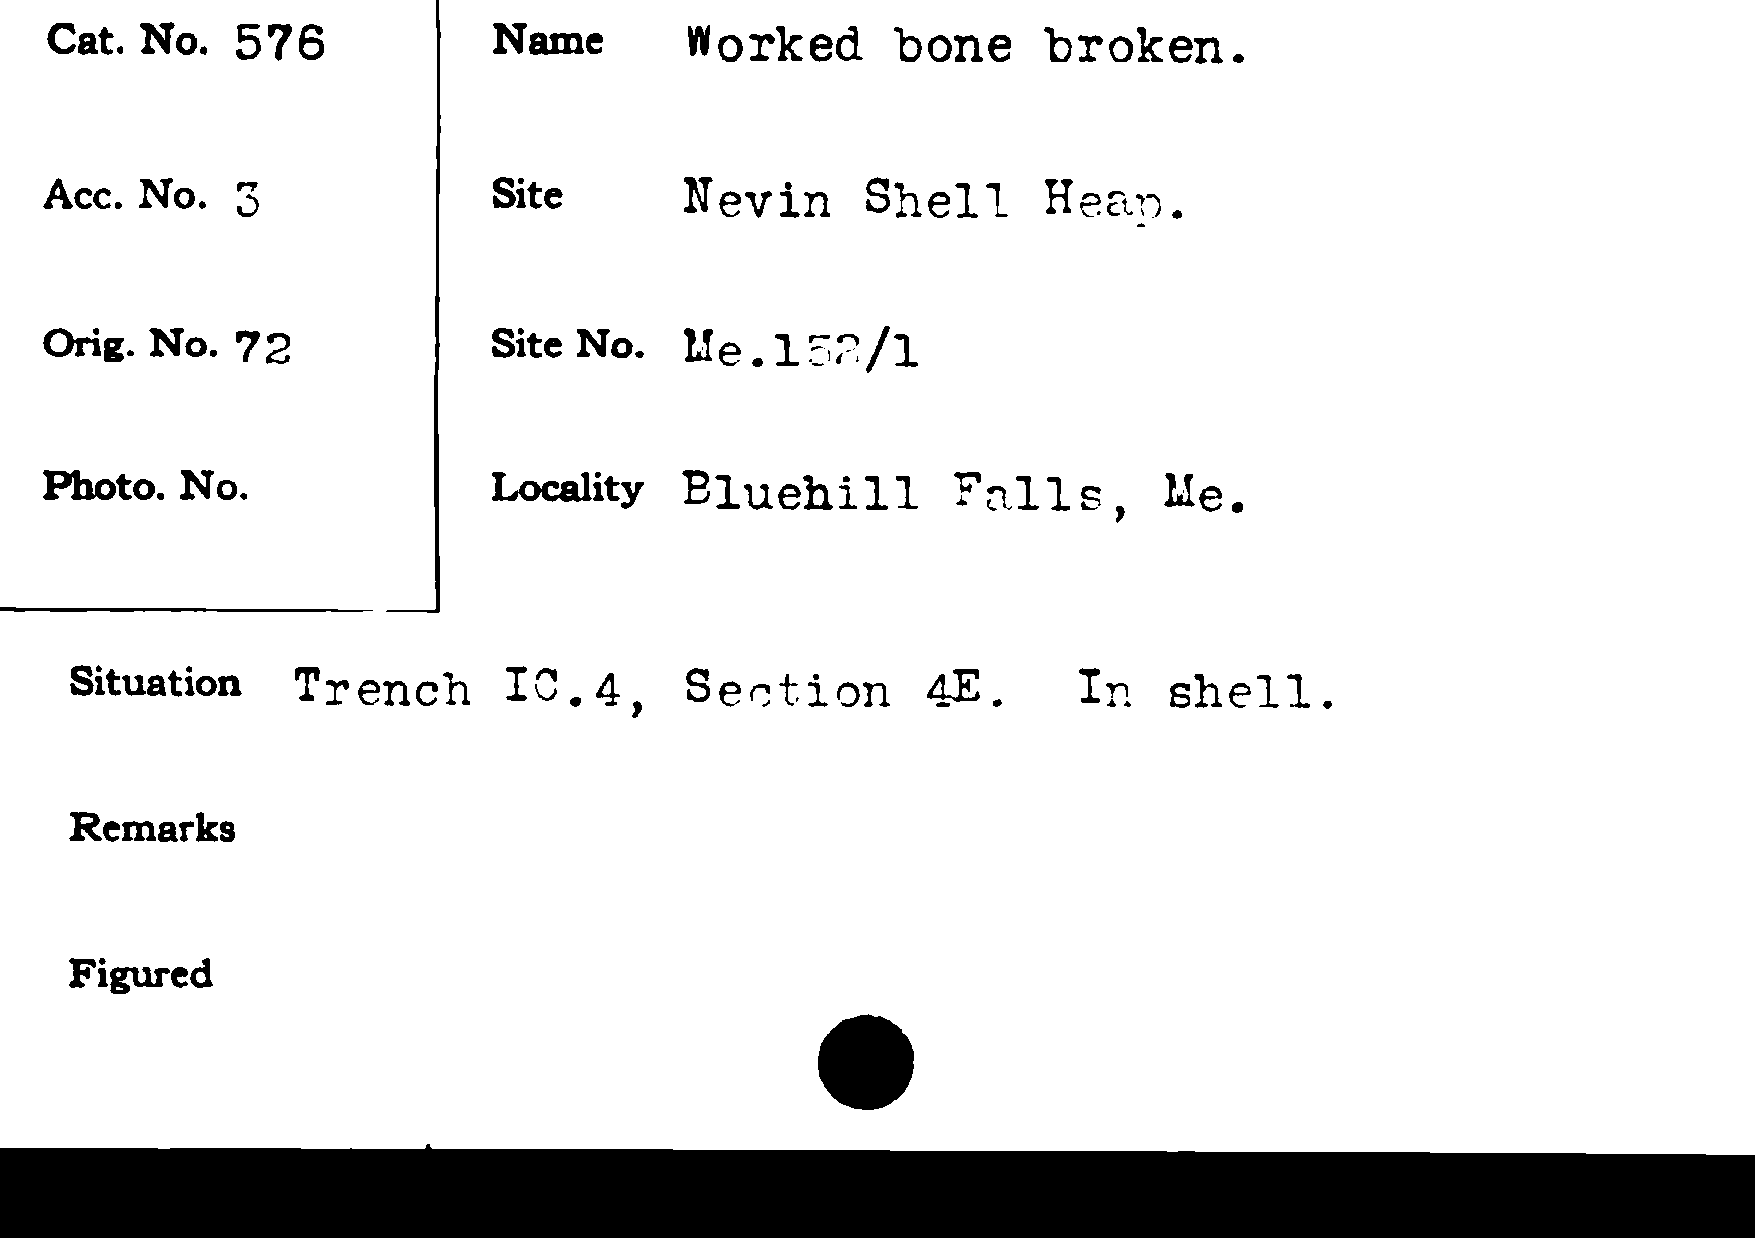 Cat. No. 576
Name Worked bone broken.
Acc. No. 3
Site Nevin Shell Heap.
Orig. No. 72
Site No. Me.152/1
Photo. No.
Locality Bluehill Falls, Me.
Situation Trench IC.4, Section 4E. In shell.
Remarks
Figured